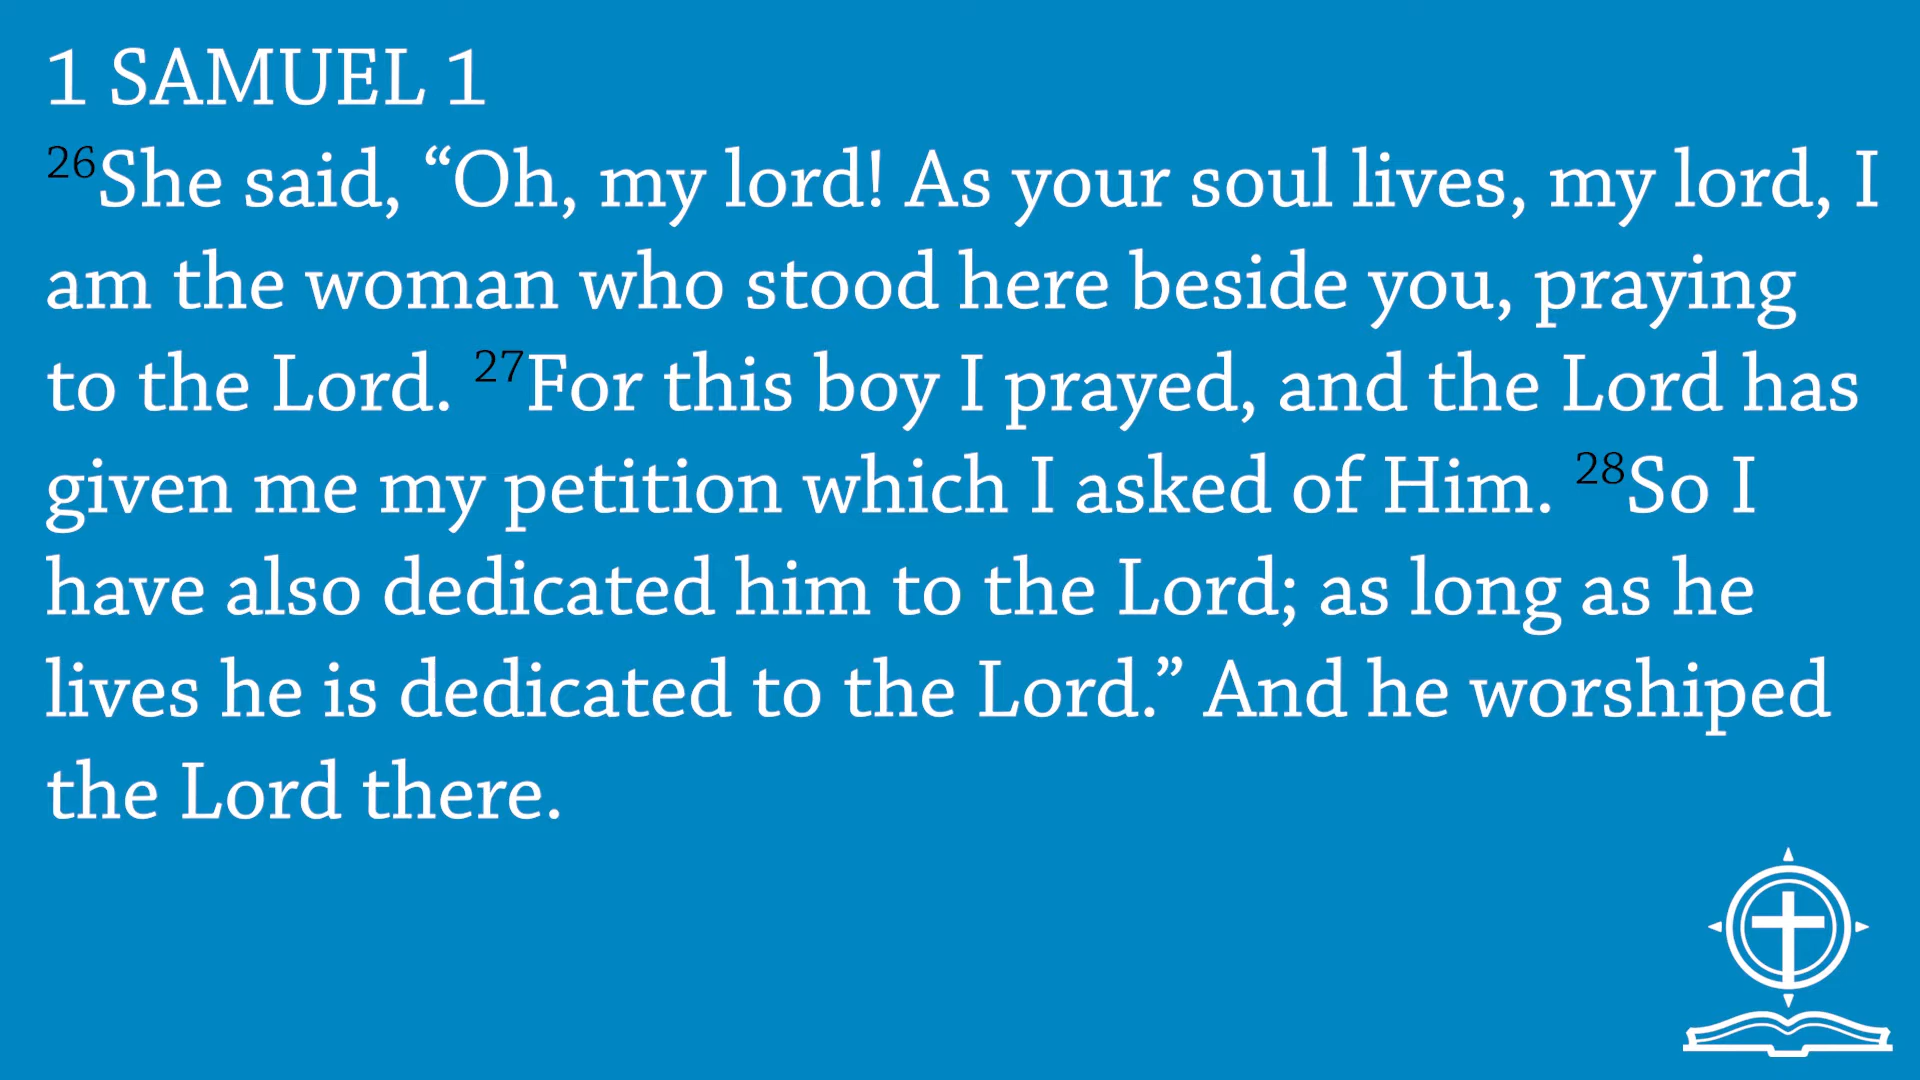 1 SAMUEL 1
26She said, “Oh, my lord! As your soul lives, my lord, I
am the woman who stood here beside you, praying
to the Lord. 27For this boy I prayed, and the Lord has
given me my petition which I asked of Him. 28So I
have also dedicated him to the Lord; as long as he
lives he is dedicated to the Lord.” And he worshiped
the Lord there.